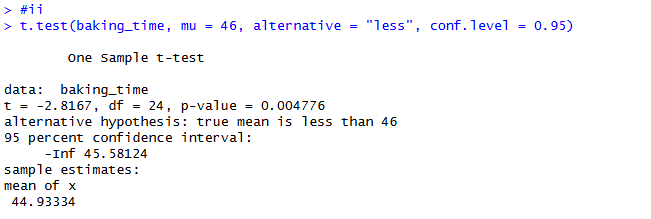 > #ii
> t.test(baking_time, mu = 46, alternative = "less", conf.level = 0.95)
One Sample t-test
data:  baking_time
t = -2.8167, df = 24, p-value = 0.004776
alternative hypothesis: true mean is less than 46
95 percent confidence interval:
-Inf 45.58124
sample estimates:
mean of x
44.93334